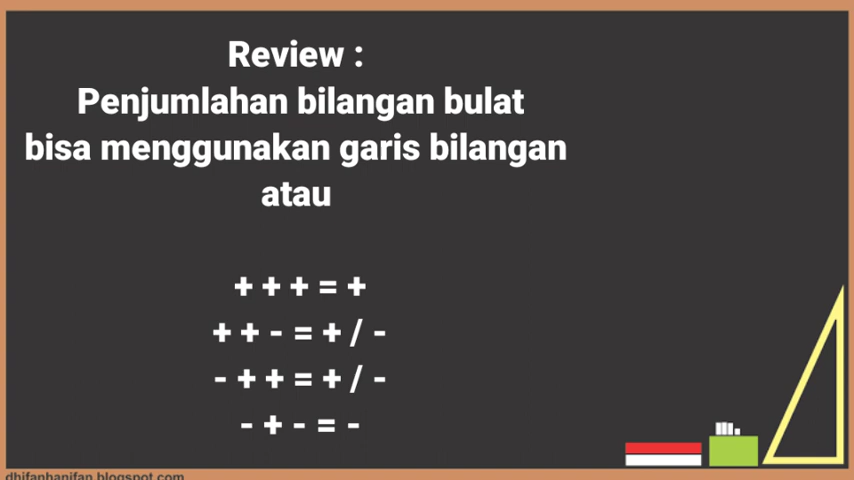 Review :
Penjumlahan bilangan bulat
bisa menggunakan garis bilangan
atau
+ + + = +
+ + - = + / -
- + + = + / -
- + - = -
dhifanhanifan.blogspot.com